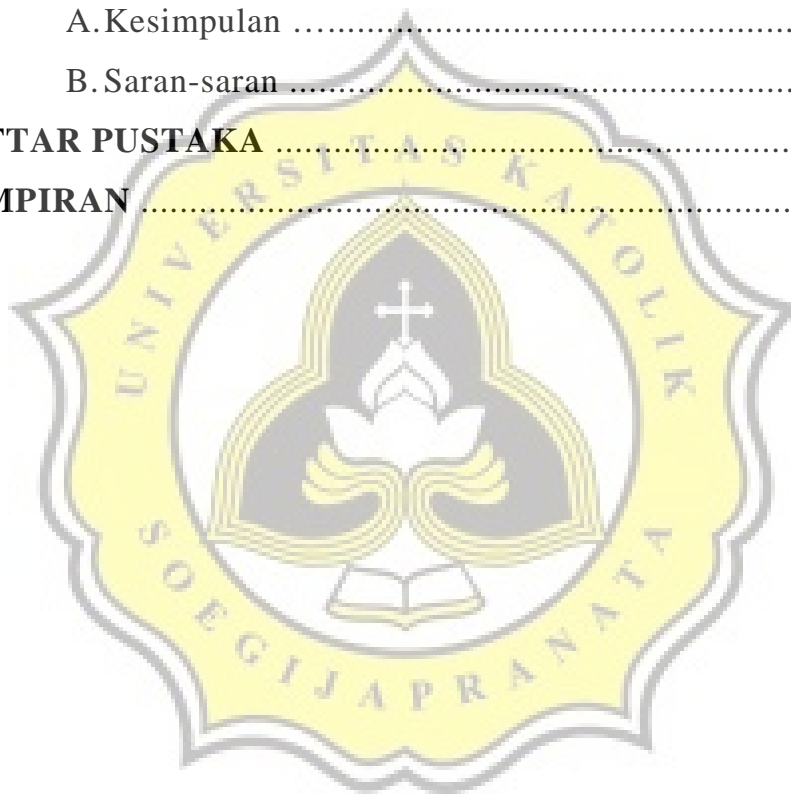 A. Kesimpulan ….............................................................
B. Saran-saran ................................................................
TAR PUSTAKA ................................................................
MPIRAN ................................................................
UNIVERSITAS KATOLIK
SOEGIJAPRANATA